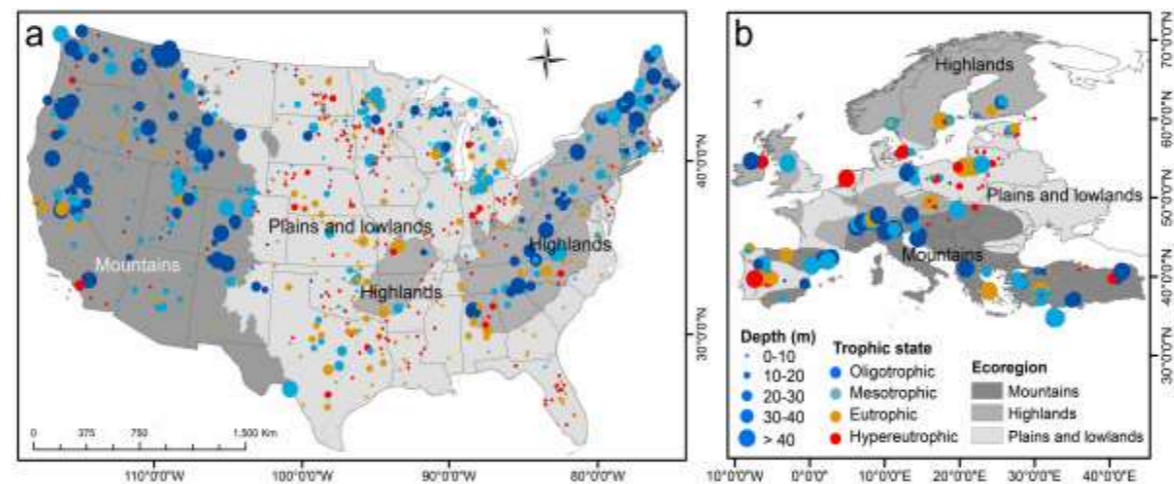 a
N
Mountains
Plains and lowlands
Highlands
Highlands
0 375 750 1,500 Km
110°0'0"W 100°0'0"W 90°0'0"W 80°0'0"W
40°0'0"N
30°0'0"N
b
Highlands
Plains and lowlands
Mountains
Depth (m)
0-10
10-20
20-30
30-40
> 40
Trophic state
Oligotrophic
Mesotrophic
Eutrophic
Hypereutrophic
Ecoregion
Mountains
Highlands
Plains and lowlands
70°0'0"N
60°0'0"N
50°0'0"N
40°0'0"N
30°0'0"N
10°0'0"W 0°0'0" 10°0'0"E 20°0'0"E 30°0'0"E 40°0'0"E